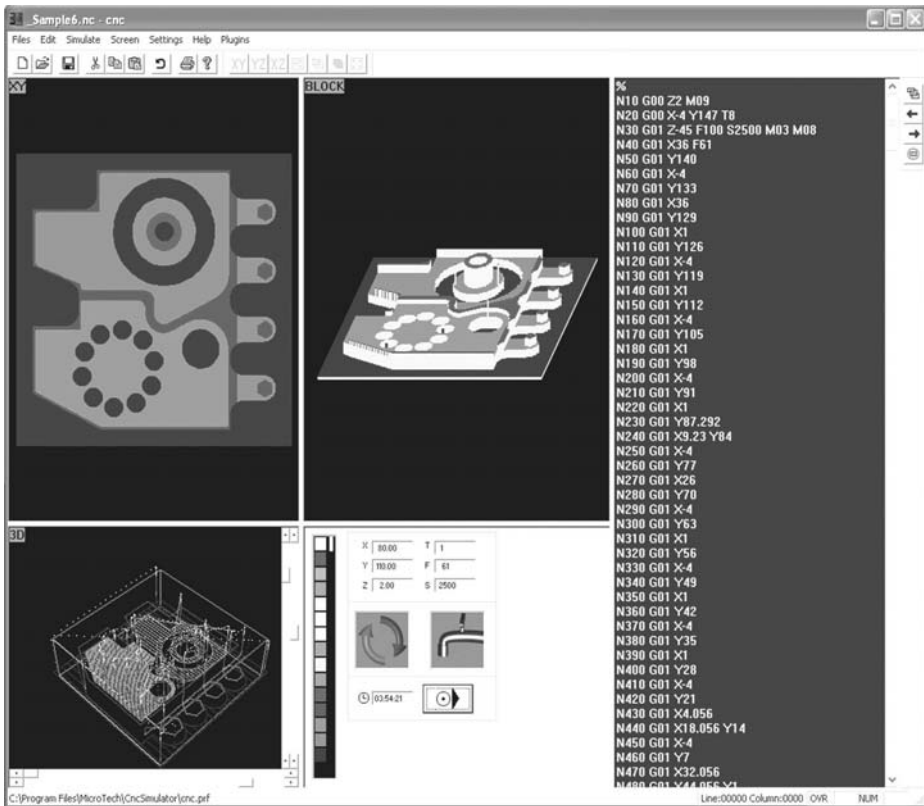 _Sample6.nc - cnc
Files Edit Simulate Screen Settings Help Plugins
XY YZ XZ
XY
BLOCK
%
N10 G00 Z2 M09
N20 G00 X-4 Y147 T8
N30 G01 Z-45 F100 S2500 M03 M08
N40 G01 X36 F61
N50 G01 Y140
N60 G01 X-4
N70 G01 Y133
N80 G01 X36
N90 G01 Y129
N100 G01 X1
N110 G01 Y126
N120 G01 X-4
N130 G01 Y119
N140 G01 X1
N150 G01 Y112
N160 G01 X-4
N170 G01 Y105
N180 G01 X1
N190 G01 Y98
N200 G01 X-4
N210 G01 Y91
N220 G01 X1
N230 G01 Y87.292
N240 G01 X9.23 Y84
N250 G01 X-4
N260 G01 Y77
N270 G01 X26
N280 G01 Y70
N290 G01 X-4
N300 G01 Y63
N310 G01 X1
N320 G01 Y56
N330 G01 X-4
N340 G01 Y49
N350 G01 X1
N360 G01 Y42
N370 G01 X-4
N380 G01 Y35
N390 G01 X1
N400 G01 Y28
N410 G01 X-4
N420 G01 Y21
N430 G01 X4.056
N440 G01 X18.056 Y14
N450 G01 X-4
N460 G01 Y7
N470 G01 X32.056
N480 G01 X44.056 Y1
3D
X 80.00 T 1
Y 110.00 F 61
Z 2.00 S 2500
03:54:21
C:\Program Files\MicroTech\CncSimulator\cnc.prf
Line:00000 Column:0000 OVR NUM